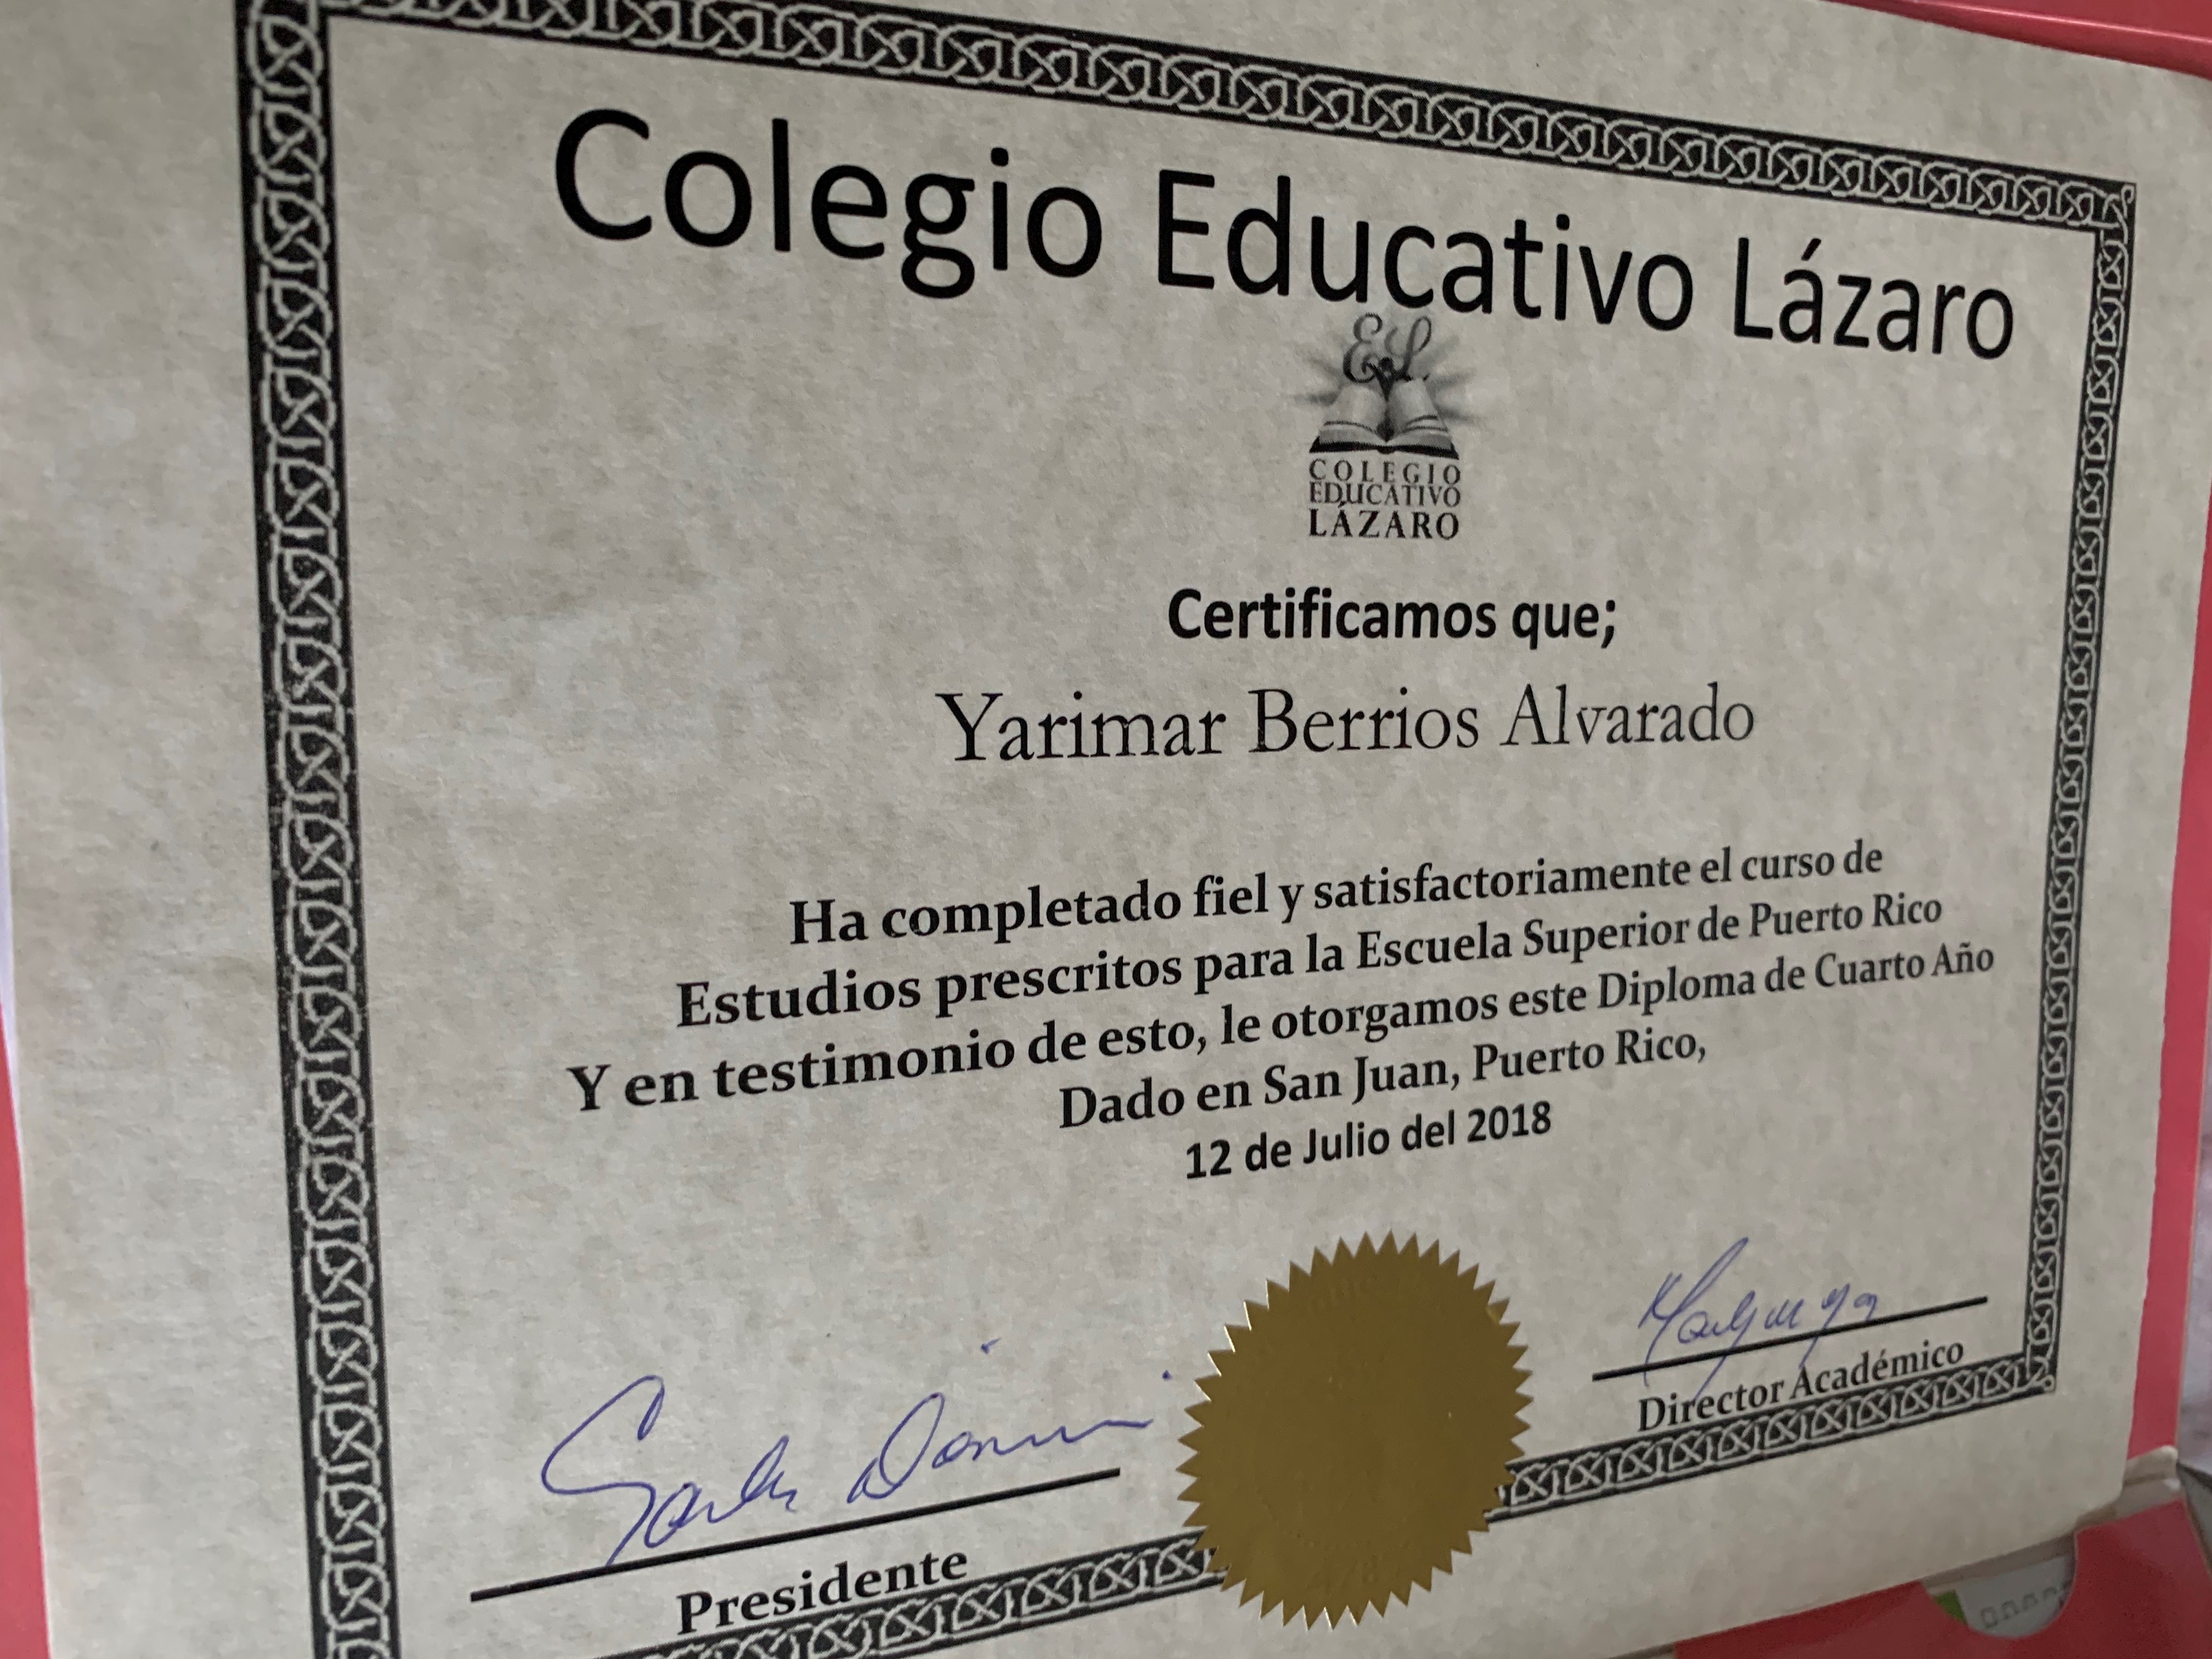 Colegio Educativo Lázaro
E.L.
COLEGIO
EDUCATIVO
LÁZARO
Certificamos que;
Yarimar Berrios Alvarado
Ha completado fiel y satisfactoriamente el curso de
Estudios prescritos para la Escuela Superior de Puerto Rico
Y en testimonio de esto, le otorgamos este Diploma de Cuarto Año
Dado en San Juan, Puerto Rico,
12 de Julio del 2018
Presidente
Director Académico